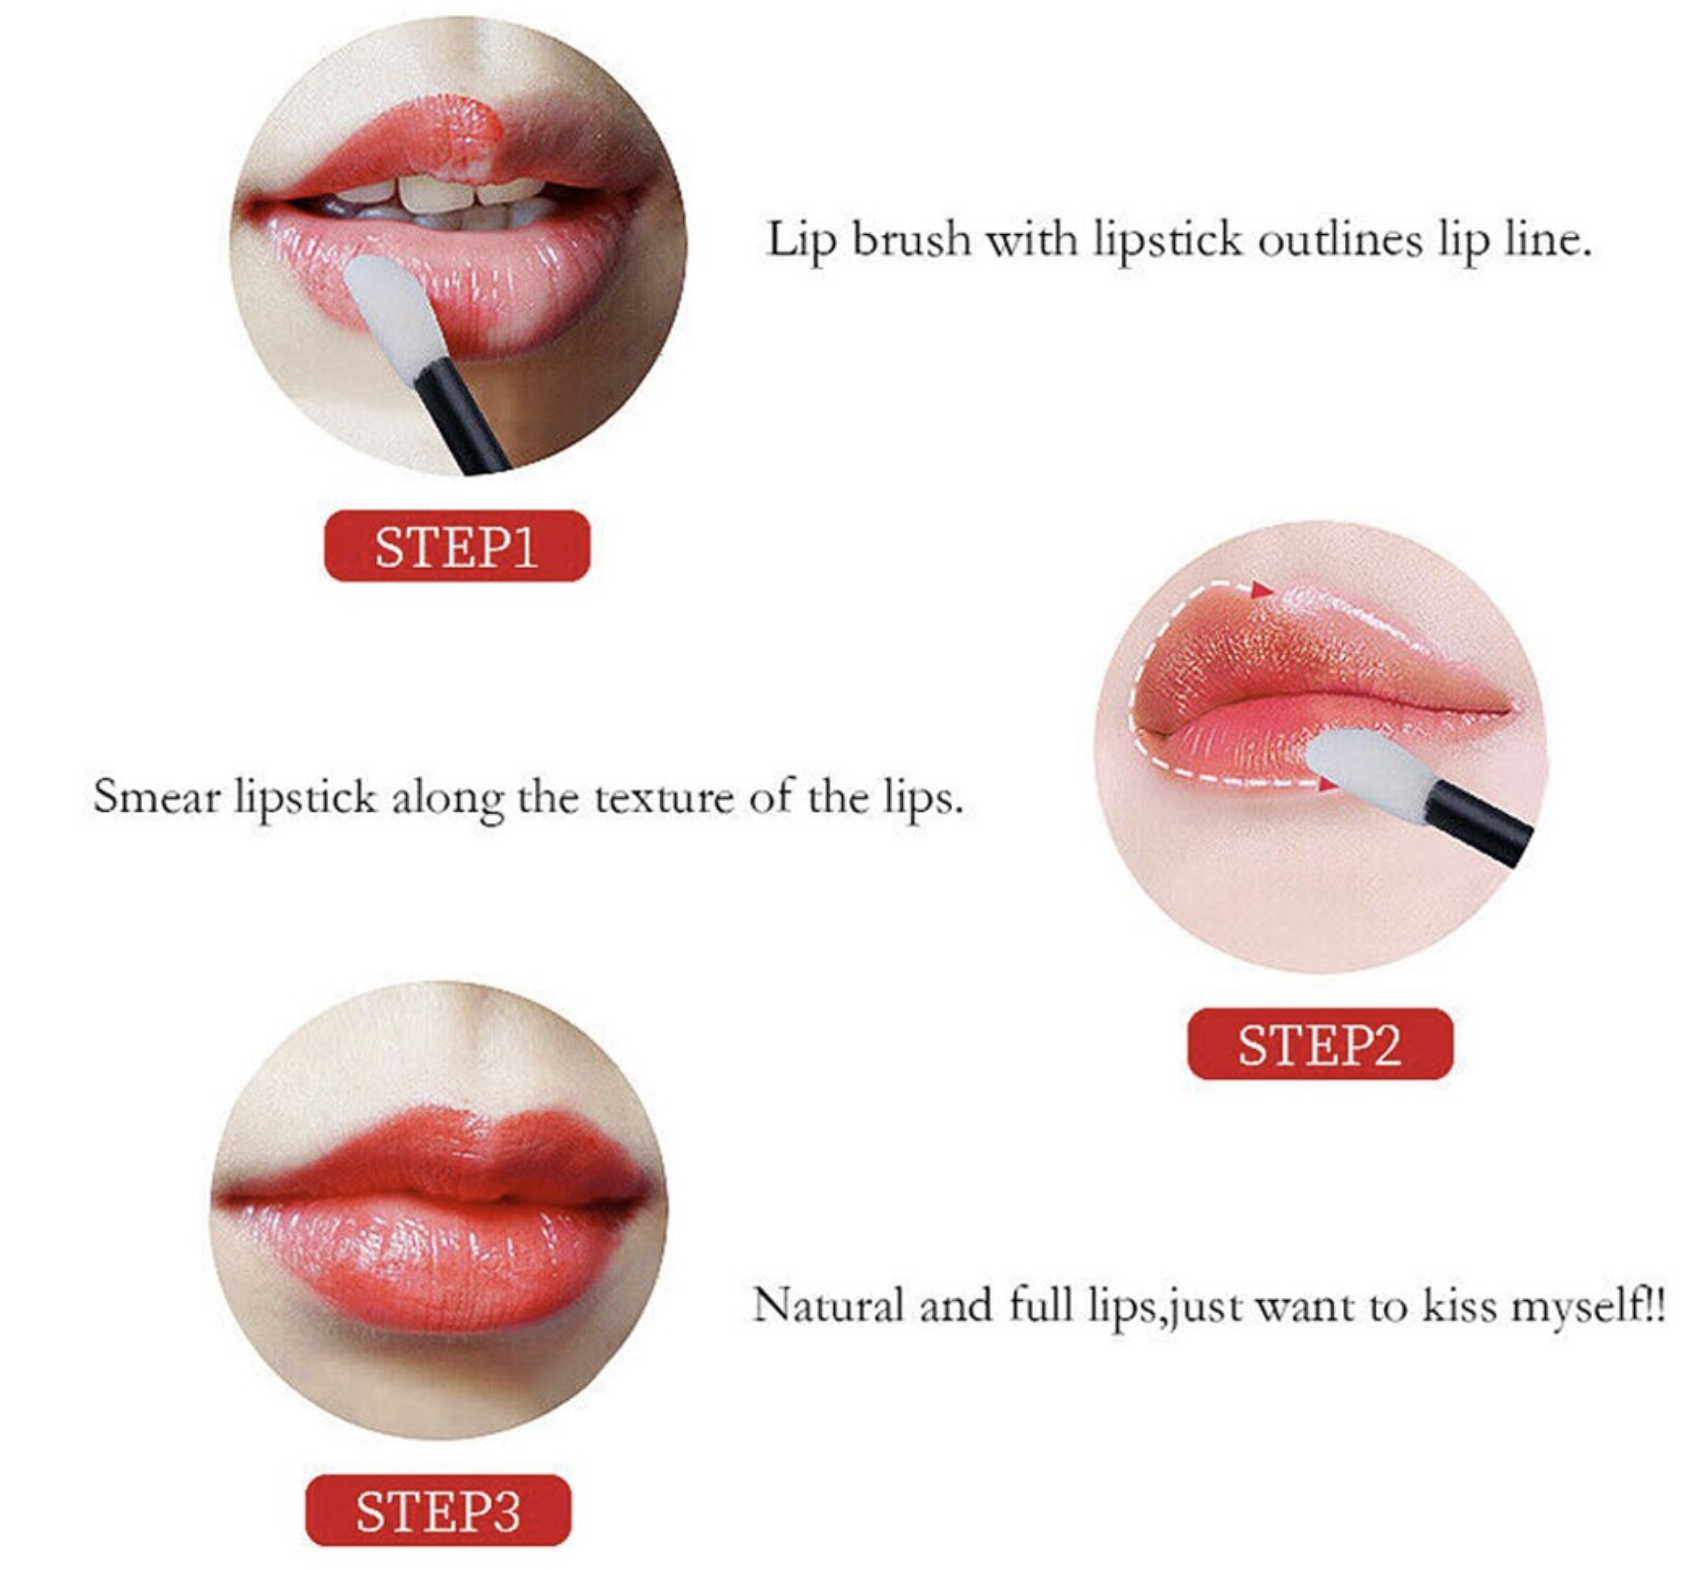 Lip brush with lipstick outlines lip line.
STEP1
Smear lipstick along the texture of the lips.
STEP2
Natural and full lips,just want to kiss myself!!
STEP3